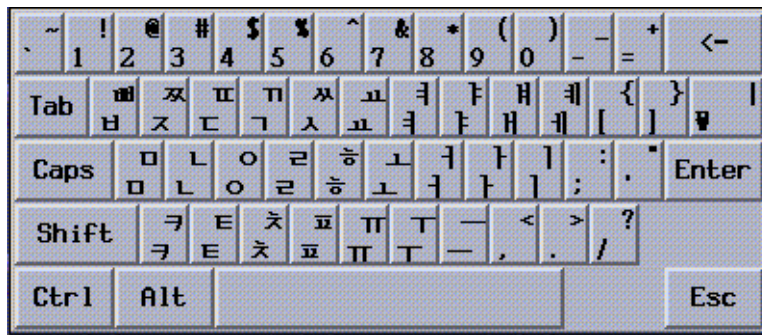 ~ ! @ # $ % ^ & * ( ) _ + <-
` 1 2 3 4 5 6 7 8 9 0 - =
Tab ㅃ ㅉ ㄸ ㄲ ㅆ ㅛ ㅕ ㅑ ㅒ ㅖ { } |
ㅂ ㅈ ㄷ ㄱ ㅅ ㅛ ㅕ ㅑ ㅐ ㅔ [ ] ₩
Caps ㅁ ㄴ ㅇ ㄹ ㅎ ㅗ ㅓ ㅏ ㅣ : " Enter
ㅁ ㄴ ㅇ ㄹ ㅎ ㅗ ㅓ ㅏ ㅣ ; '
Shift ㅋ ㅌ ㅊ ㅍ ㅠ ㅜ ㅡ < > ?
ㅋ ㅌ ㅊ ㅍ ㅠ ㅜ ㅡ , . /
Ctrl Alt Esc